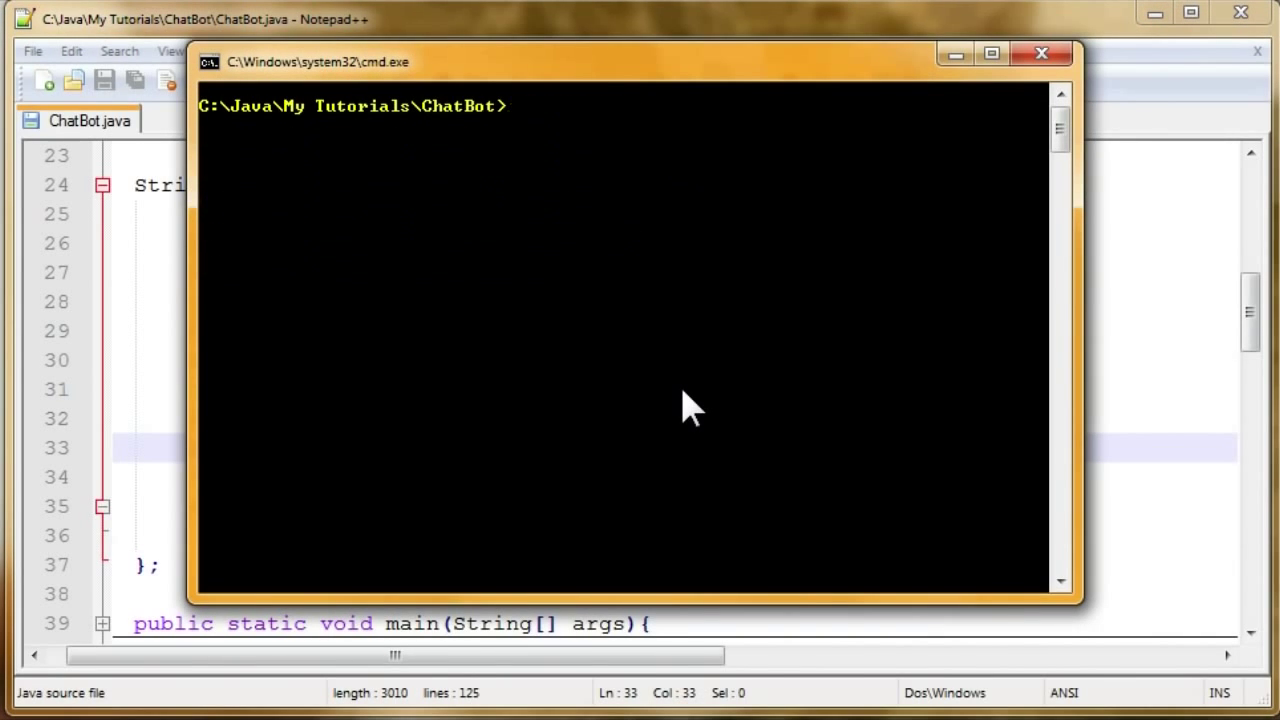 C:\Java\My Tutorials\ChatBot\ChatBot.java - Notepad++
File Edit Search View
C:\Windows\system32\cmd.exe
C:\Java\My Tutorials\ChatBot>
ChatBot.java
23
24 Stri
25
26
27
28
29
30
31
32
33
34
35
36
37 };
38
39 public static void main(String[] args){
Java source file length : 3010 lines : 125 Ln : 33 Col : 33 Sel : 0 Dos\Windows ANSI INS